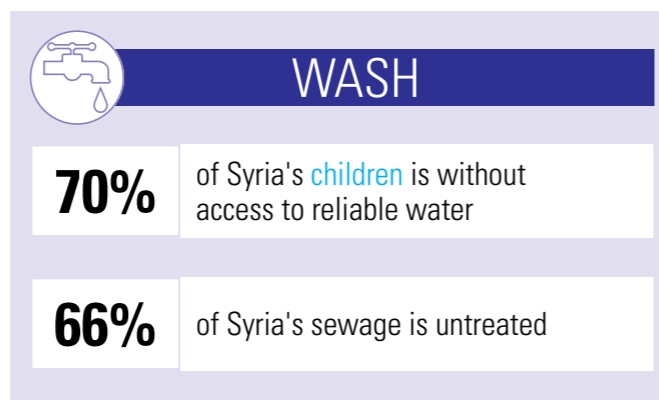 WASH
70%
of Syria's children is without
access to reliable water
66%
of Syria's sewage is untreated